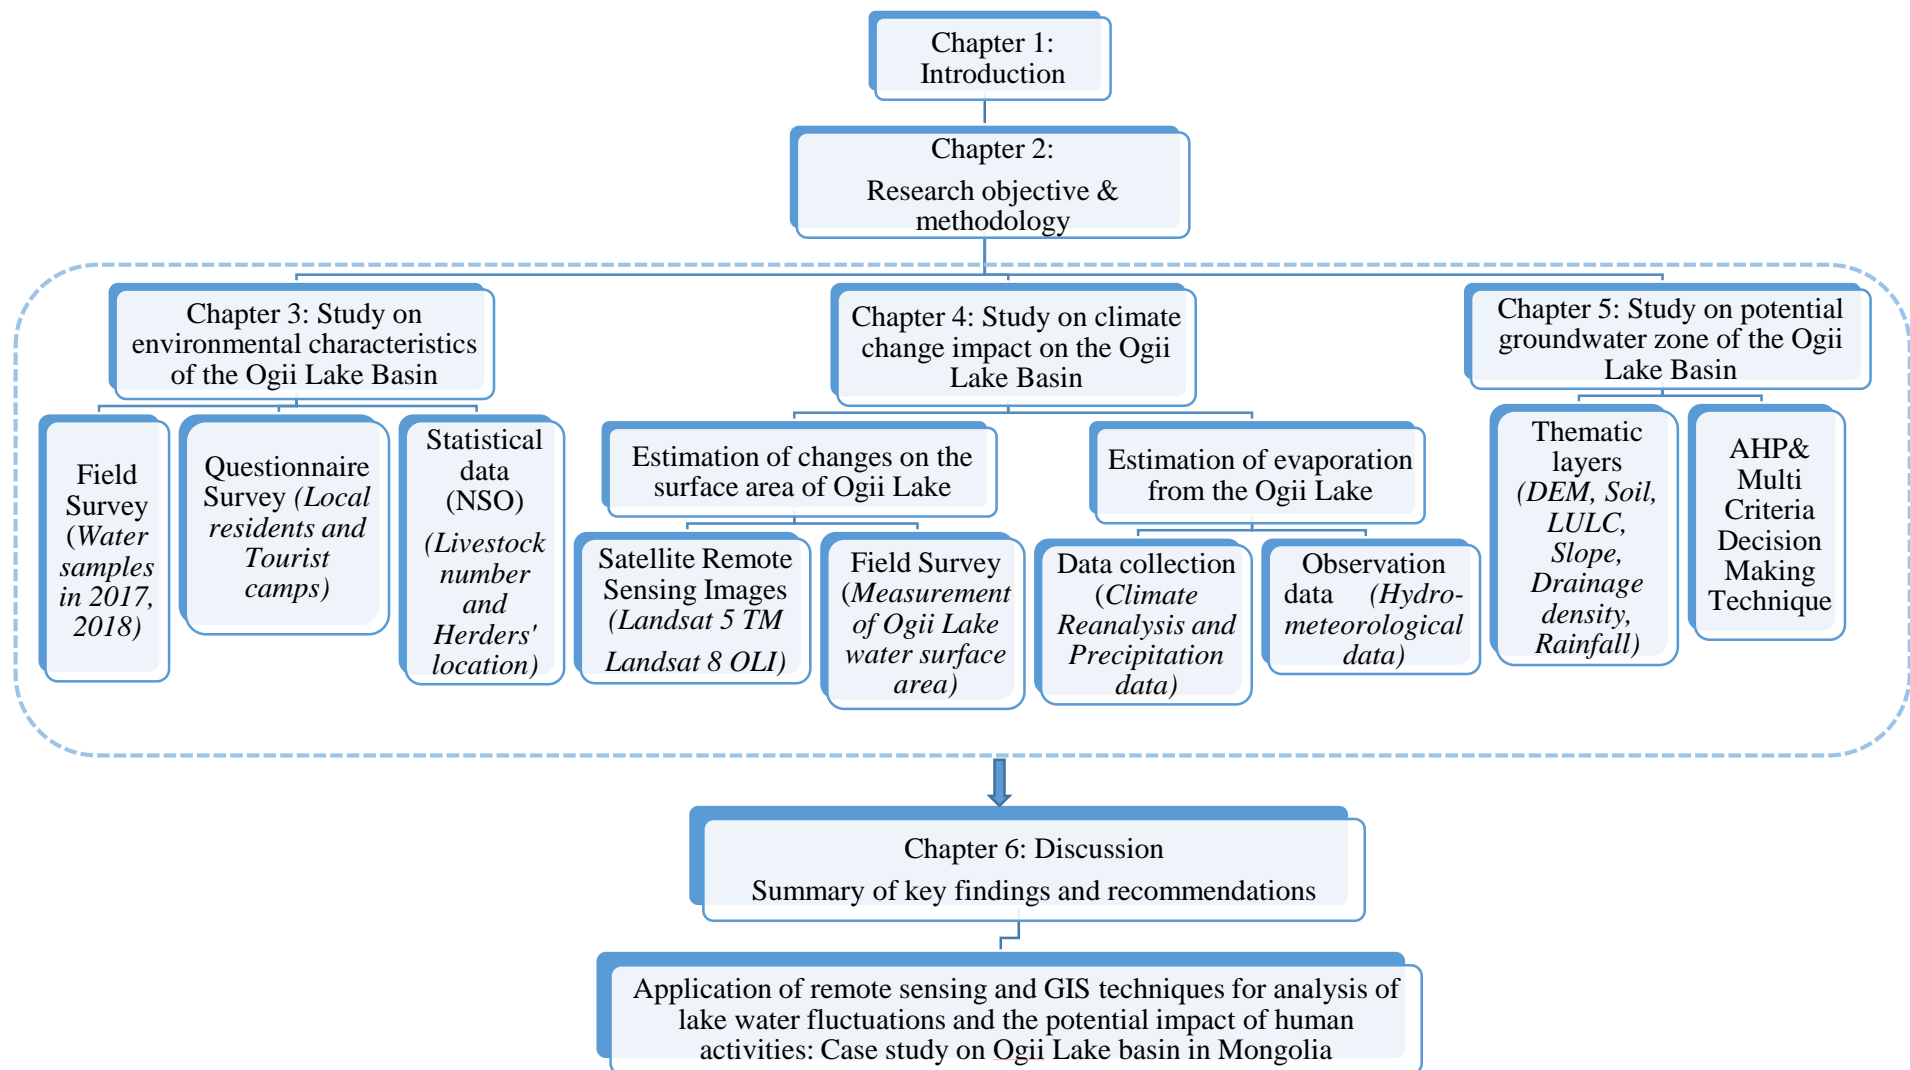 Chapter 1:
Introduction
Chapter 2:
Research objective &
methodology
Chapter 3: Study on
environmental characteristics
of the Ogii Lake Basin
Chapter 4: Study on climate
change impact on the Ogii
Lake Basin
Chapter 5: Study on potential
groundwater zone of the Ogii
Lake Basin
Field
Survey
(Water
samples
in 2017,
2018)
Questionnaire
Survey (Local
residents and
Tourist
camps)
Statistical
data
(NSO)
(Livestock
number
and
Herders'
location)
Estimation of changes on the
surface area of Ogii Lake
Satellite Remote
Sensing Images
(Landsat 5 TM
Landsat 8 OLI)
Field Survey
(Measurement
of Ogii Lake
water surface
area)
Estimation of evaporation
from the Ogii Lake
Data collection
(Climate
Reanalysis and
Precipitation
data)
Observation
data (Hydro-
meteorological
data)
Thematic
layers
(DEM, Soil,
LULC,
Slope,
Drainage
density,
Rainfall)
AHP&
Multi
Criteria
Decision
Making
Technique
Chapter 6: Discussion
Summary of key findings and recommendations
Application of remote sensing and GIS techniques for analysis of
lake water fluctuations and the potential impact of human
activities: Case study on Ogii Lake basin in Mongolia